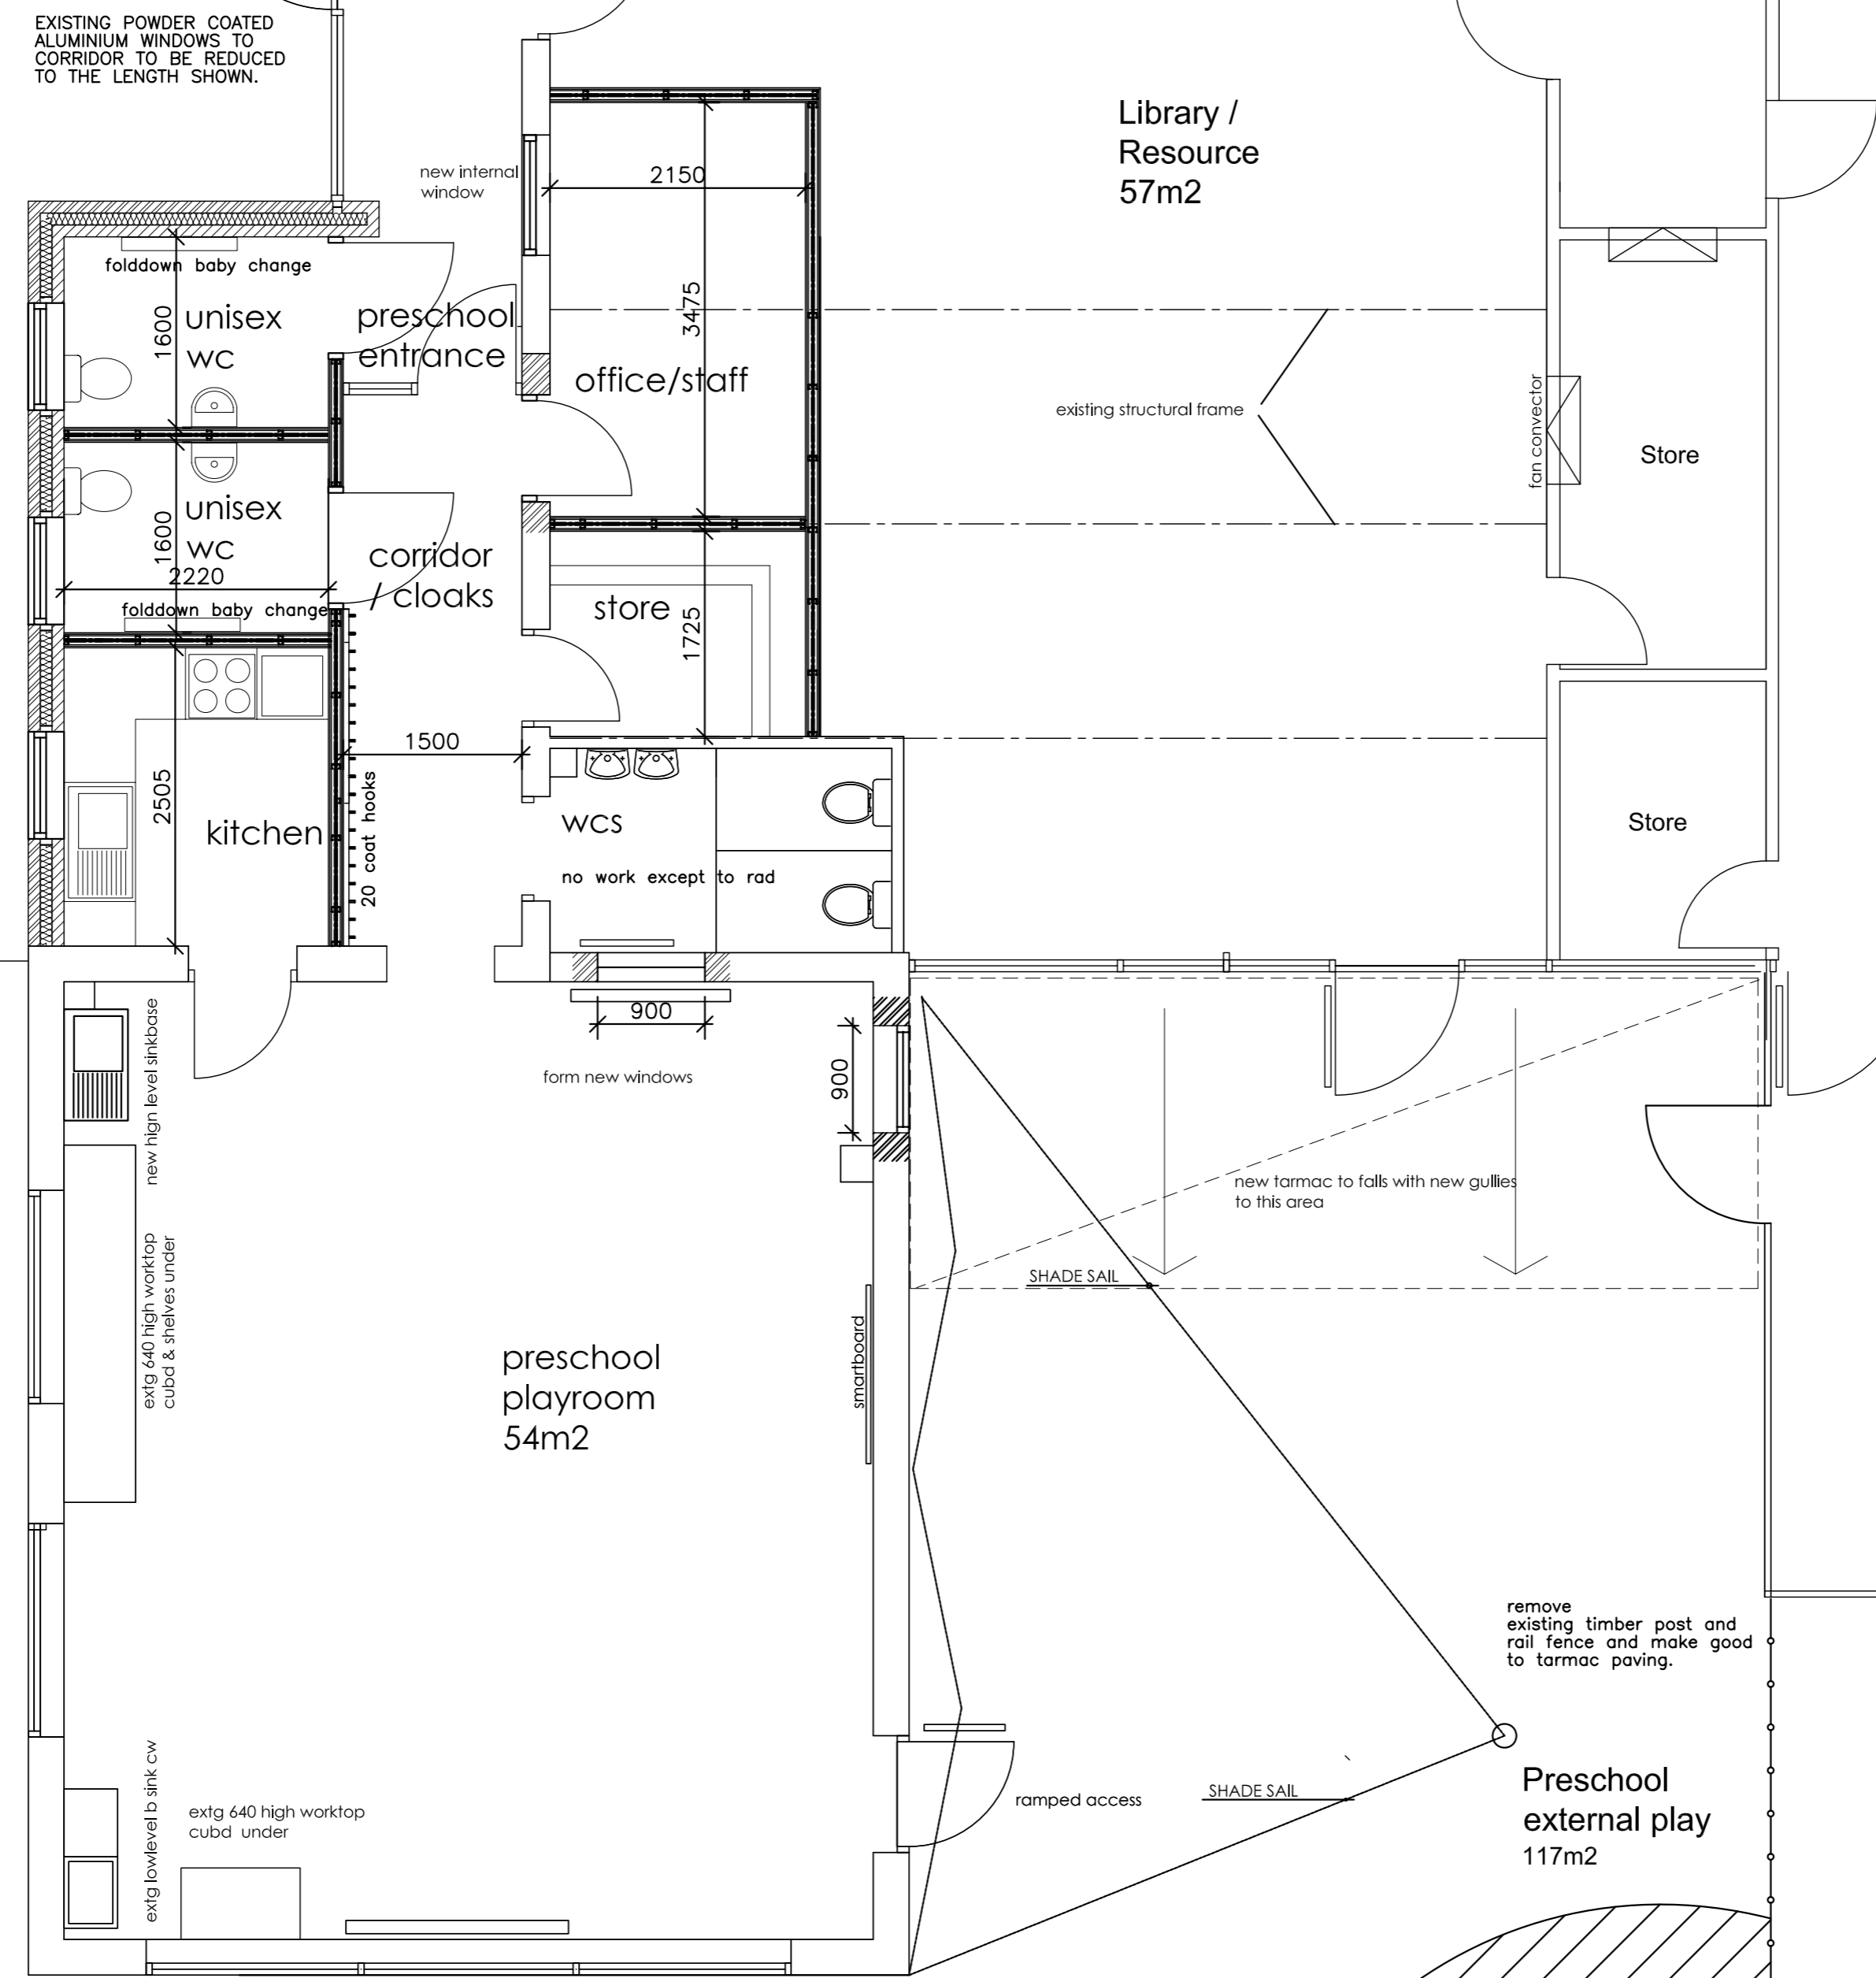 EXISTING POWDER COATED
ALUMINIUM WINDOWS TO
CORRIDOR TO BE REDUCED
TO THE LENGTH SHOWN.
Library /
Resource
57m2
new internal
window
2150
folddown baby change
1600
unisex
wc
preschool
entrance
3475
office/staff
existing structural frame
fan convector
Store
1600
unisex
wc
2220
folddown baby change
corridor
/ cloaks
store
1725
1500
2505
kitchen
20 coat hooks
wcs
no work except to rad
Store
900
form new windows
900
new hign level sinkbase
new tarmac to falls with new gullies
to this area
SHADE SAIL
extg 640 high worktop
cubd & shelves under
smartboard
preschool
playroom
54m2
remove
existing timber post and
rail fence and make good
to tarmac paving.
extg lowlevel b sink cw
extg 640 high worktop
cubd under
ramped access
SHADE SAIL
Preschool
external play
117m2